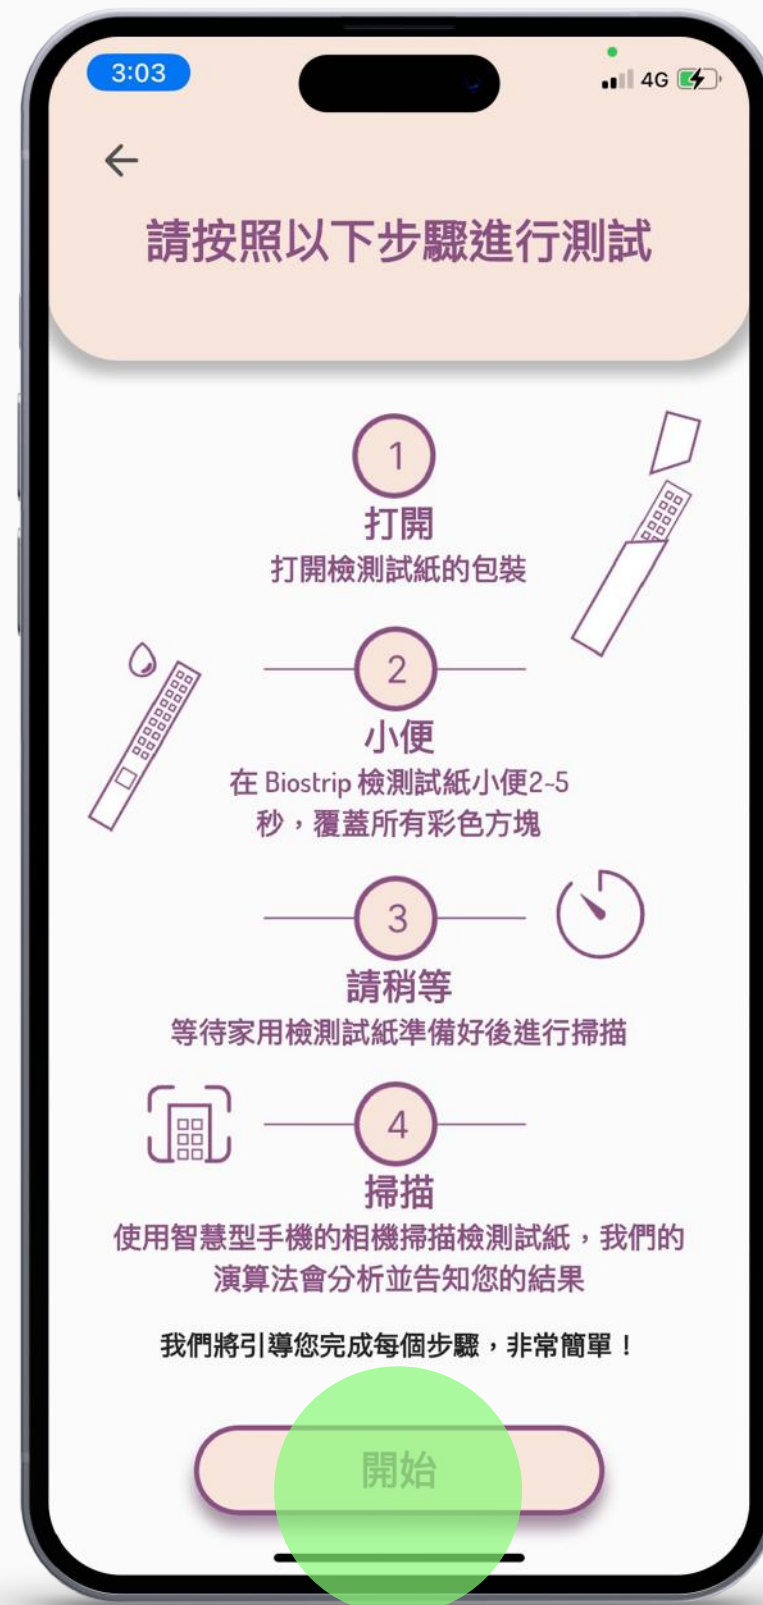 3:03
4G
請按照以下步驟進行測試
1
打開
打開檢測試紙的包裝
2
小便
在 Biostrip 檢測試紙小便2~5
秒，覆蓋所有彩色方塊
3
請稍等
等待家用檢測試紙準備好後進行掃描
4
掃描
使用智慧型手機的相機掃描檢測試紙，我們的
演算法會分析並告知您的結果
我們將引導您完成每個步驟，非常簡單！
開始